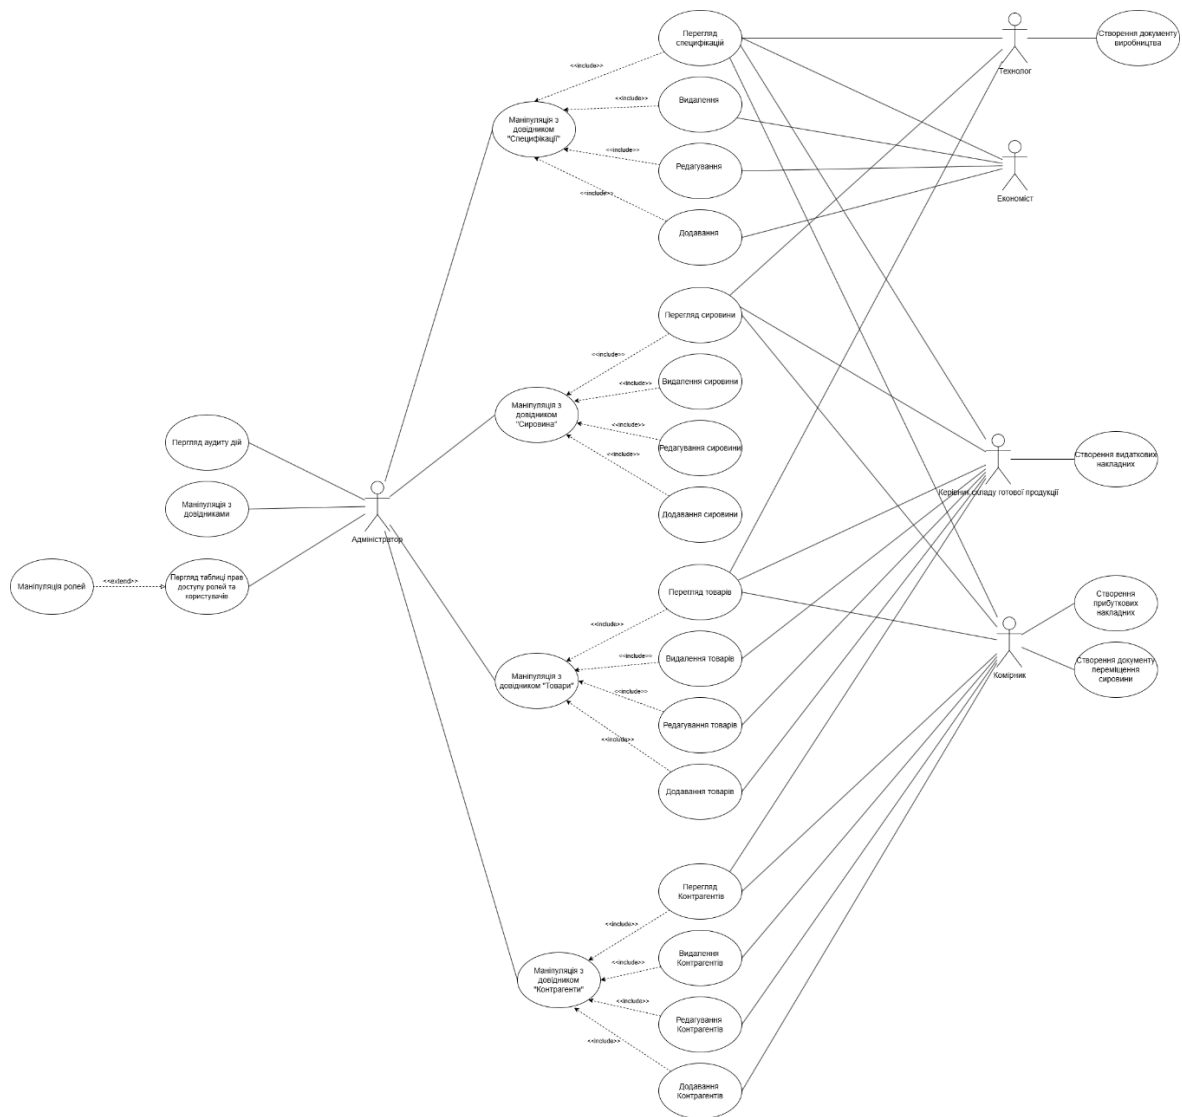 Перегляд
специфікацій
Технолог
Створення документу
виробництва
<<include>>
Видалення
<<include>>
Маніпуляція з
довідником
"Специфікації"
<<include>>
Редагування
Економіст
<<include>>
Додавання
Перегляд сировини
<<include>>
Видалення сировини
<<include>>
Маніпуляція з
довідником
"Сировина"
<<include>>
Редагування сировини
<<include>>
Додавання сировини
Пергляд аудиту дій
Маніпуляція з
довідниками
Адміністратор
Маніпуляція ролей
<<extend>>
Пергляд таблиці прав
доступу ролей та
користувачів
Керівник складу готової продукції
Створення видаткових
накладних
Перегляд товарів
<<include>>
Видалення товарів
<<include>>
Маніпуляція з
довідником "Товари"
<<include>>
Редагування товарів
<<include>>
Додавання товарів
Комірник
Створення
прибуткових
накладних
Створення документу
переміщення
сировини
Перегляд
Контрагентів
<<include>>
Видалення
Контрагентів
<<include>>
Маніпуляція з
довідником
"Контрагенти"
<<include>>
Редагування
Контрагентів
<<include>>
Додавання
Контрагентів